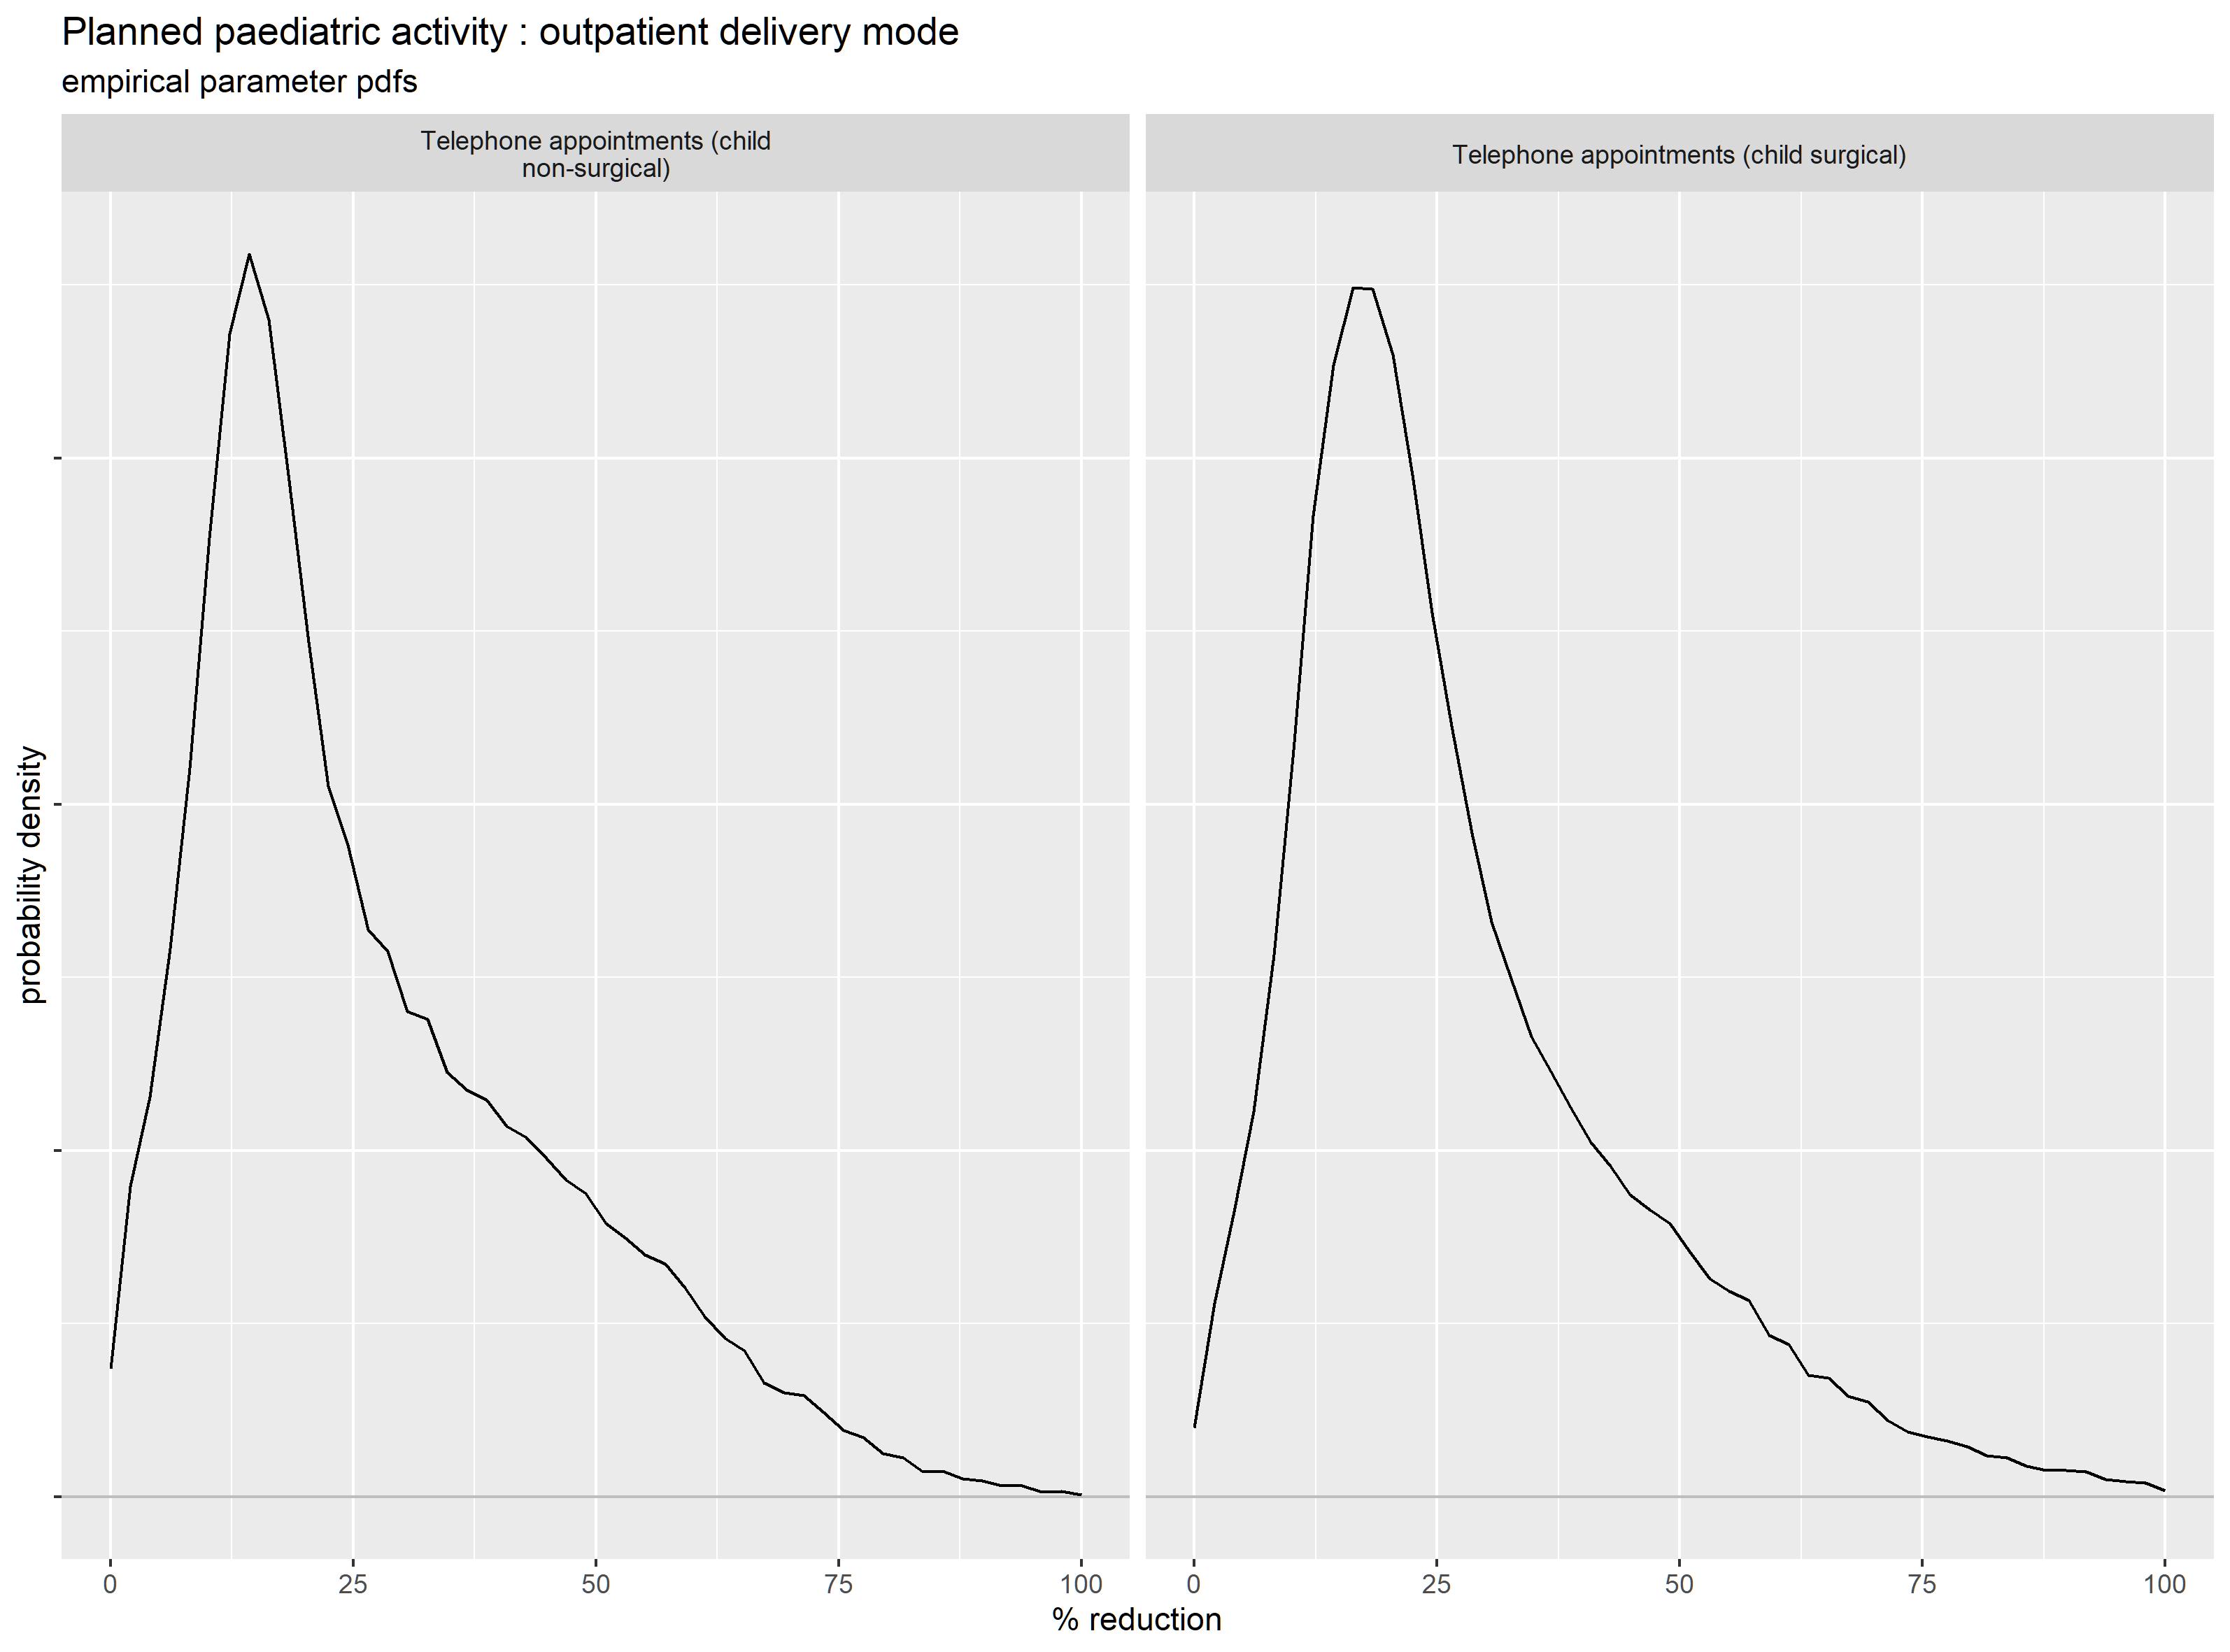 Planned paediatric activity : outpatient delivery mode
empirical parameter pdfs
Telephone appointments (child
non-surgical)
Telephone appointments (child surgical)
probability density
0 25 50 75 100
0 25 50 75 100
% reduction